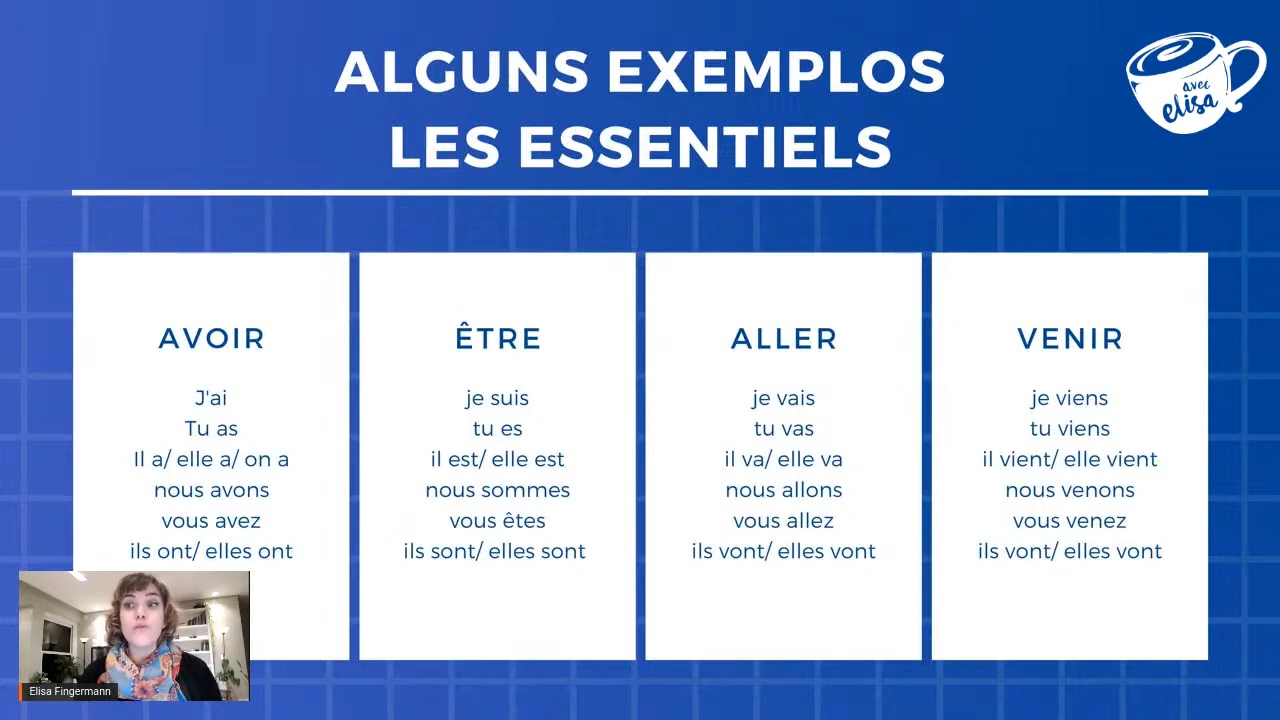 ALGUNS EXEMPLOS
LES ESSENTIELS
avec
elisa
AVOIR
J'ai
Tu as
Il a/ elle a/ on a
nous avons
vous avez
ils ont/ elles ont
ÊTRE
je suis
tu es
il est/ elle est
nous sommes
vous êtes
ils sont/ elles sont
ALLER
je vais
tu vas
il va/ elle va
nous allons
vous allez
ils vont/ elles vont
VENIR
je viens
tu viens
il vient/ elle vient
nous venons
vous venez
ils vont/ elles vont
Elisa Fingermann